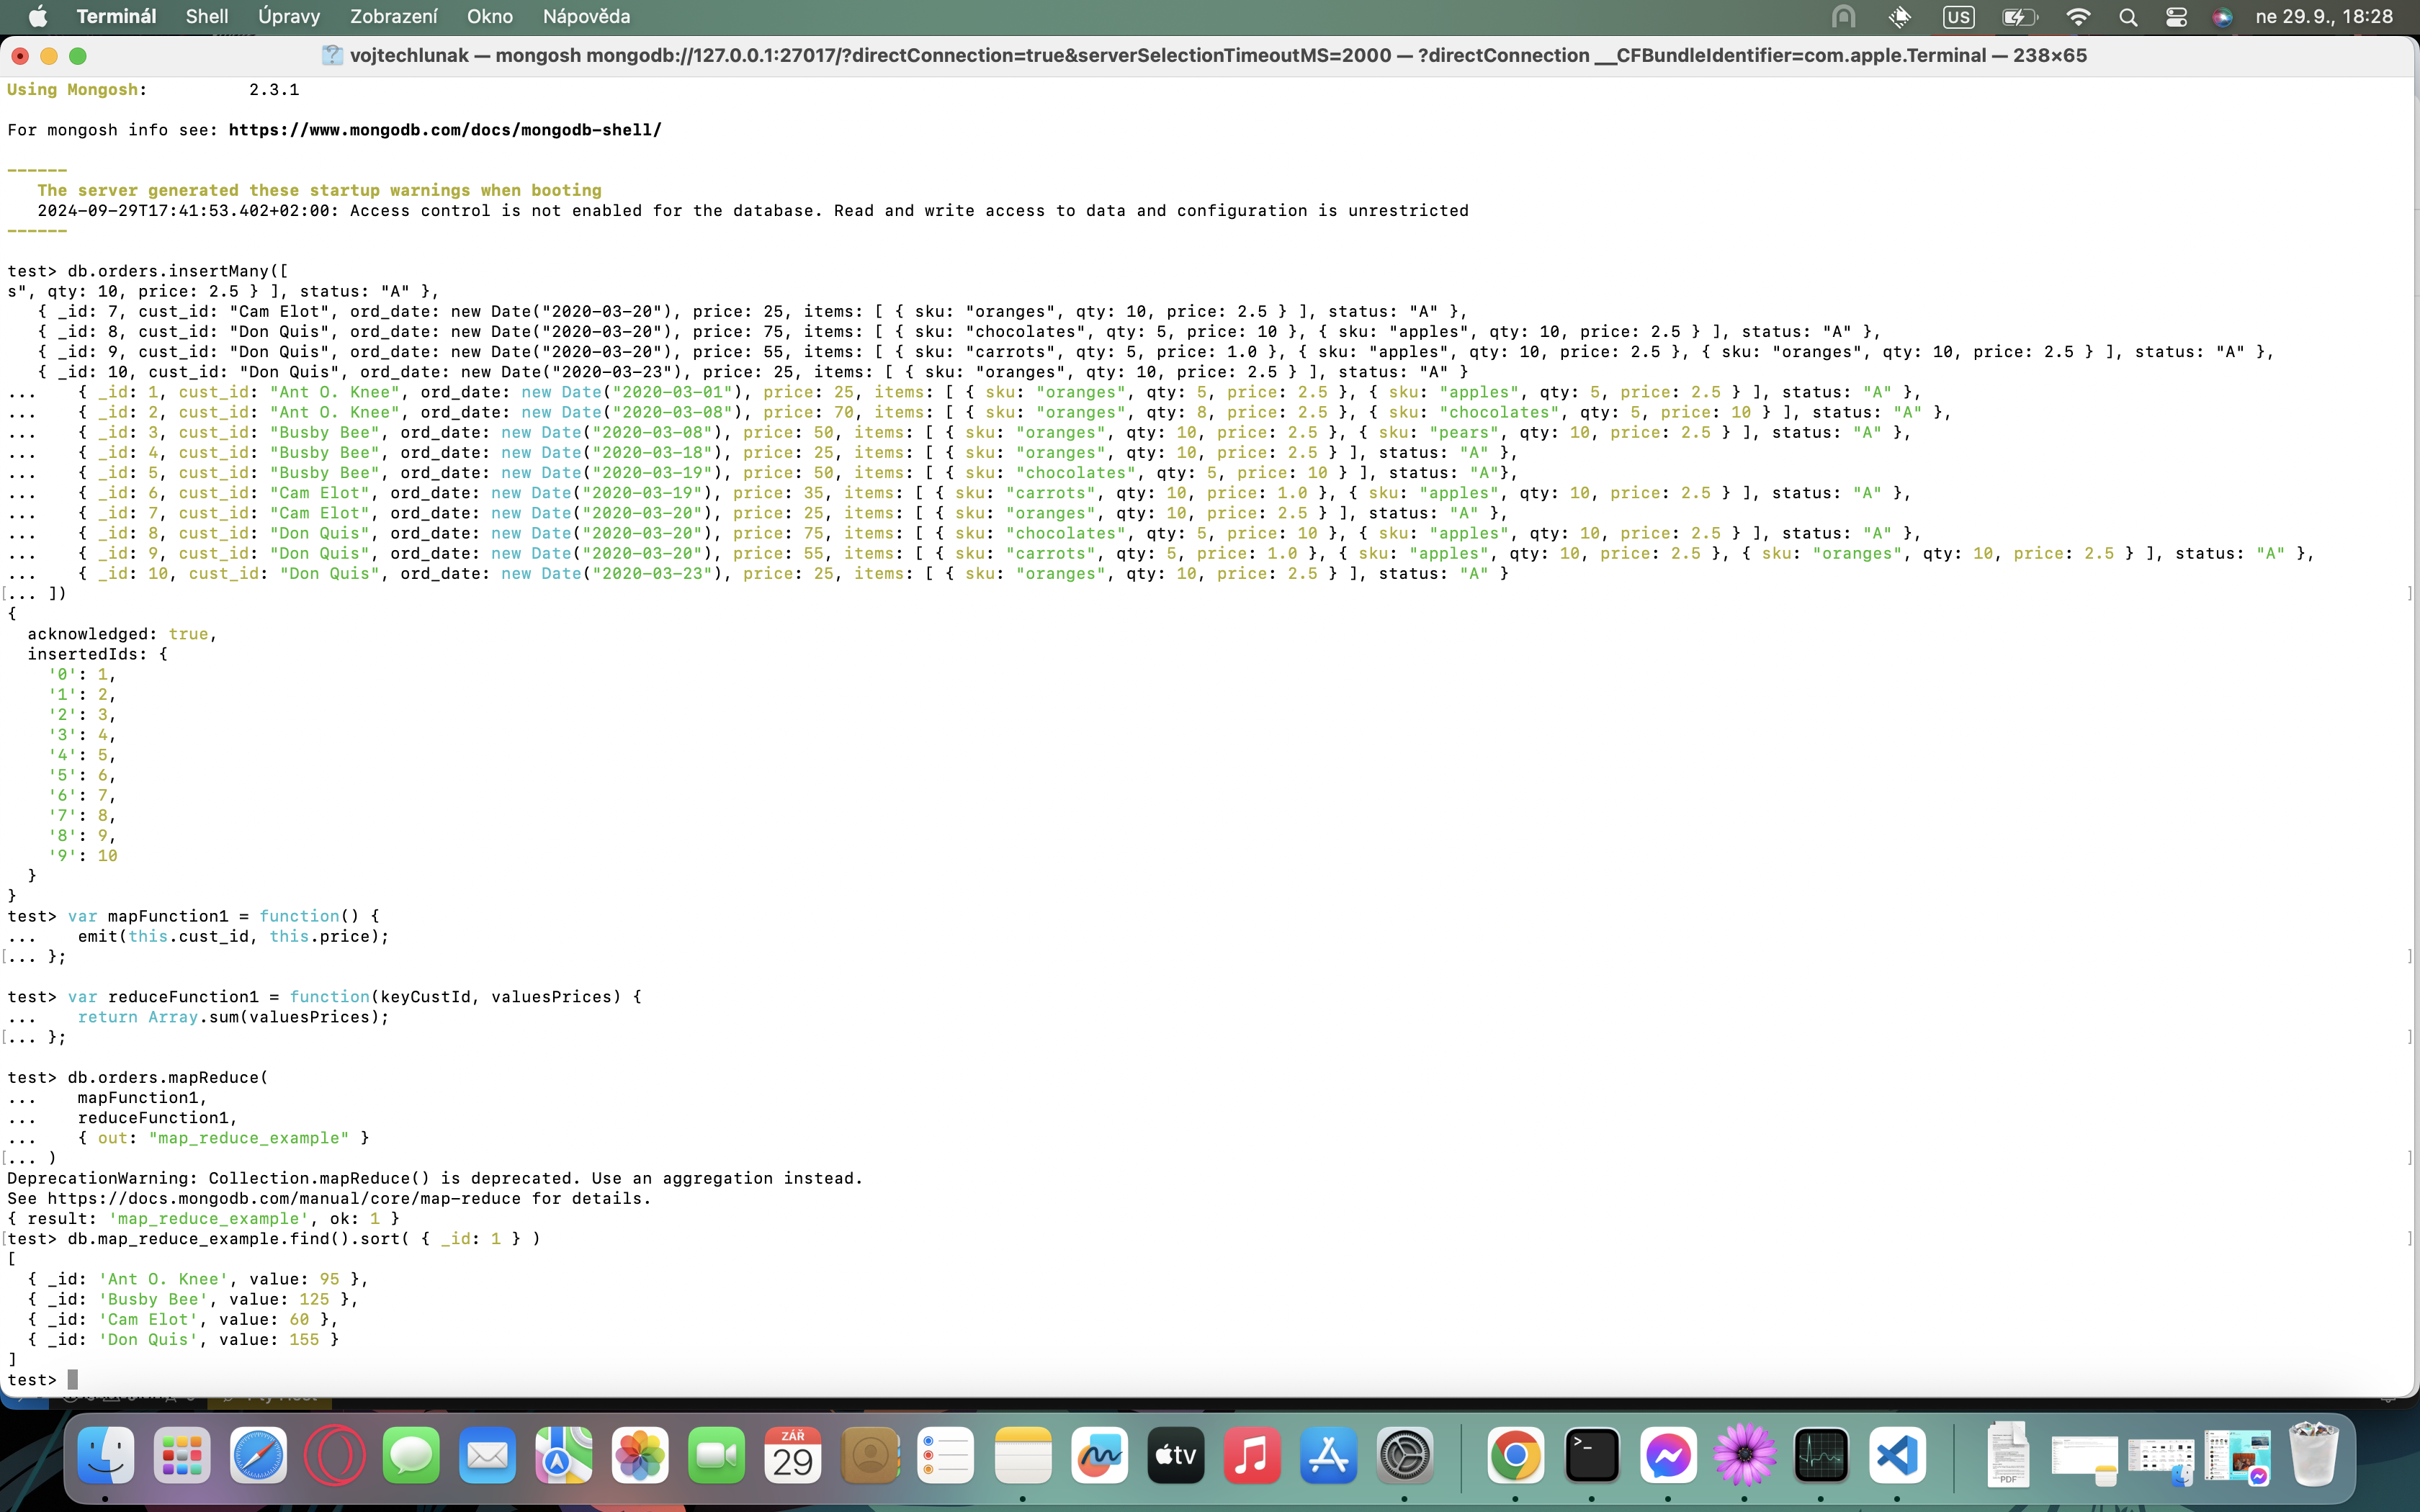 Terminál Shell Úpravy Zobrazení Okno Nápověda US ne 29. 9., 18:28
vojtechlunak — mongosh mongodb://127.0.0.1:27017/?directConnection=true&serverSelectionTimeoutMS=2000 — ?directConnection __CFBundleIdentifier=com.apple.Terminal — 238×65
Using Mongosh: 2.3.1
For mongosh info see: https://www.mongodb.com/docs/mongodb-shell/
------
The server generated these startup warnings when booting
2024-09-29T17:41:53.402+02:00: Access control is not enabled for the database. Read and write access to data and configuration is unrestricted
------
test> db.orders.insertMany([
s", qty: 10, price: 2.5 } ], status: "A" },
{ _id: 7, cust_id: "Cam Elot", ord_date: new Date("2020-03-20"), price: 25, items: [ { sku: "oranges", qty: 10, price: 2.5 } ], status: "A" },
{ _id: 8, cust_id: "Don Quis", ord_date: new Date("2020-03-20"), price: 75, items: [ { sku: "chocolates", qty: 5, price: 10 }, { sku: "apples", qty: 10, price: 2.5 } ], status: "A" },
{ _id: 9, cust_id: "Don Quis", ord_date: new Date("2020-03-20"), price: 55, items: [ { sku: "carrots", qty: 5, price: 1.0 }, { sku: "apples", qty: 10, price: 2.5 }, { sku: "oranges", qty: 10, price: 2.5 } ], status: "A" },
{ _id: 10, cust_id: "Don Quis", ord_date: new Date("2020-03-23"), price: 25, items: [ { sku: "oranges", qty: 10, price: 2.5 } ], status: "A" }
... { _id: 1, cust_id: "Ant O. Knee", ord_date: new Date("2020-03-01"), price: 25, items: [ { sku: "oranges", qty: 5, price: 2.5 }, { sku: "apples", qty: 5, price: 2.5 } ], status: "A" },
... { _id: 2, cust_id: "Ant O. Knee", ord_date: new Date("2020-03-08"), price: 70, items: [ { sku: "oranges", qty: 8, price: 2.5 }, { sku: "chocolates", qty: 5, price: 10 } ], status: "A" },
... { _id: 3, cust_id: "Busby Bee", ord_date: new Date("2020-03-08"), price: 50, items: [ { sku: "oranges", qty: 10, price: 2.5 }, { sku: "pears", qty: 10, price: 2.5 } ], status: "A" },
... { _id: 4, cust_id: "Busby Bee", ord_date: new Date("2020-03-18"), price: 25, items: [ { sku: "oranges", qty: 10, price: 2.5 } ], status: "A" },
... { _id: 5, cust_id: "Busby Bee", ord_date: new Date("2020-03-19"), price: 50, items: [ { sku: "chocolates", qty: 5, price: 10 } ], status: "A"},
... { _id: 6, cust_id: "Cam Elot", ord_date: new Date("2020-03-19"), price: 35, items: [ { sku: "carrots", qty: 10, price: 1.0 }, { sku: "apples", qty: 10, price: 2.5 } ], status: "A" },
... { _id: 7, cust_id: "Cam Elot", ord_date: new Date("2020-03-20"), price: 25, items: [ { sku: "oranges", qty: 10, price: 2.5 } ], status: "A" },
... { _id: 8, cust_id: "Don Quis", ord_date: new Date("2020-03-20"), price: 75, items: [ { sku: "chocolates", qty: 5, price: 10 }, { sku: "apples", qty: 10, price: 2.5 } ], status: "A" },
... { _id: 9, cust_id: "Don Quis", ord_date: new Date("2020-03-20"), price: 55, items: [ { sku: "carrots", qty: 5, price: 1.0 }, { sku: "apples", qty: 10, price: 2.5 }, { sku: "oranges", qty: 10, price: 2.5 } ], status: "A" },
... { _id: 10, cust_id: "Don Quis", ord_date: new Date("2020-03-23"), price: 25, items: [ { sku: "oranges", qty: 10, price: 2.5 } ], status: "A" }
[... ]) ]
{
acknowledged: true,
insertedIds: {
'0': 1,
'1': 2,
'2': 3,
'3': 4,
'4': 5,
'5': 6,
'6': 7,
'7': 8,
'8': 9,
'9': 10
}
}
test> var mapFunction1 = function() {
... emit(this.cust_id, this.price);
[... }; ]
test> var reduceFunction1 = function(keyCustId, valuesPrices) {
... return Array.sum(valuesPrices);
[... }; ]
test> db.orders.mapReduce(
... mapFunction1,
... reduceFunction1,
... { out: "map_reduce_example" }
[... ) ]
DeprecationWarning: Collection.mapReduce() is deprecated. Use an aggregation instead.
See https://docs.mongodb.com/manual/core/map-reduce for details.
{ result: 'map_reduce_example', ok: 1 }
[test> db.map_reduce_example.find().sort( { _id: 1 } ) ]
[
{ _id: 'Ant O. Knee', value: 95 },
{ _id: 'Busby Bee', value: 125 },
{ _id: 'Cam Elot', value: 60 },
{ _id: 'Don Quis', value: 155 }
]
test>
ZÁŘ
29
tv
>_
PDF